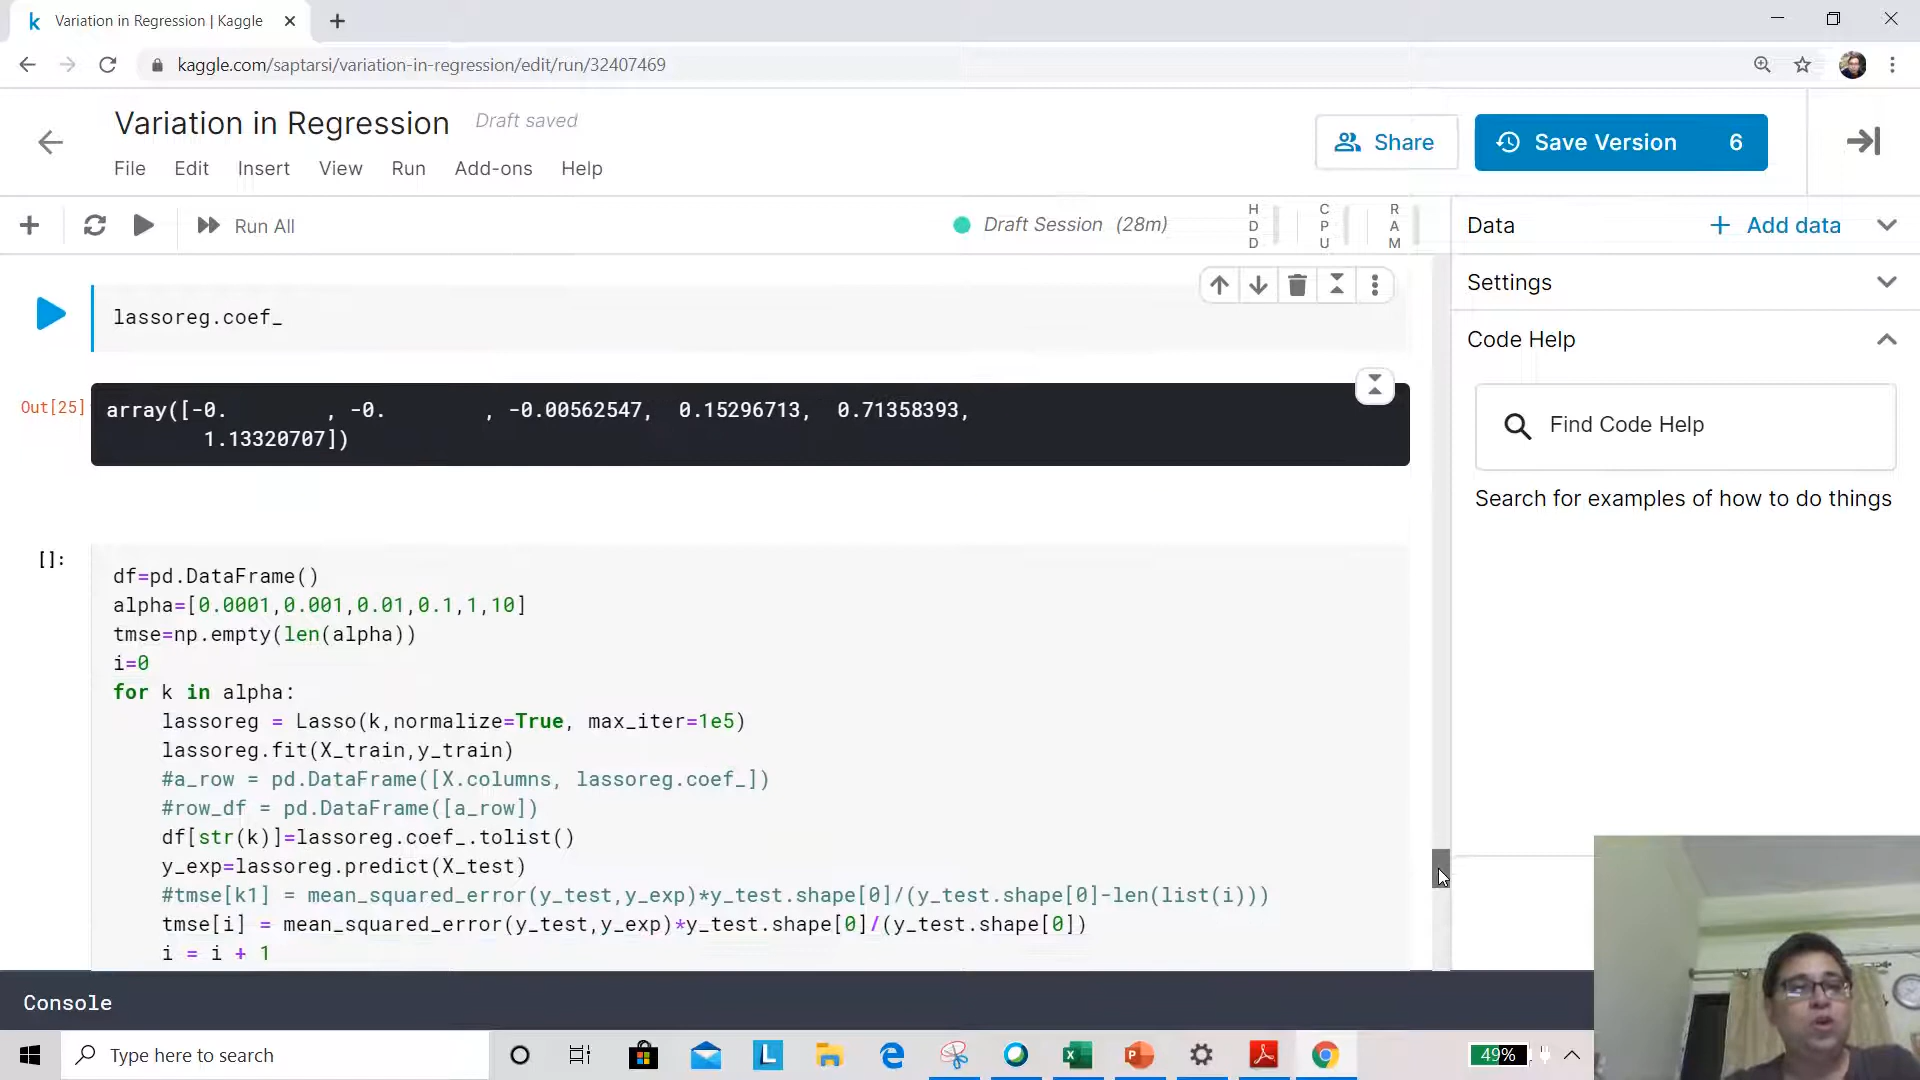 Variation in Regression | Kaggle
kaggle.com/saptarsi/variation-in-regression/edit/run/32407469
Variation in Regression Draft saved
Share
Save Version 6
File Edit Insert View Run Add-ons Help
Run All
Draft Session (28m)
HDD
CPU
RAM
Data + Add data
Settings
Code Help
Find Code Help
Search for examples of how to do things
lassoreg.coef_
Out[25] array([-0. , -0. , -0.00562547, 0.15296713, 0.71358393,
1.13320707])
[]:
df=pd.DataFrame()
alpha=[0.0001,0.001,0.01,0.1,1,10]
tmse=np.empty(len(alpha))
i=0
for k in alpha:
lassoreg = Lasso(k,normalize=True, max_iter=1e5)
lassoreg.fit(X_train,y_train)
#a_row = pd.DataFrame([X.columns, lassoreg.coef_])
#row_df = pd.DataFrame([a_row])
df[str(k)]=lassoreg.coef_.tolist()
y_exp=lassoreg.predict(X_test)
#tmse[k1] = mean_squared_error(y_test,y_exp)*y_test.shape[0]/(y_test.shape[0]-len(list(i)))
tmse[i] = mean_squared_error(y_test,y_exp)*y_test.shape[0]/(y_test.shape[0])
i = i + 1
Console
Type here to search
49%